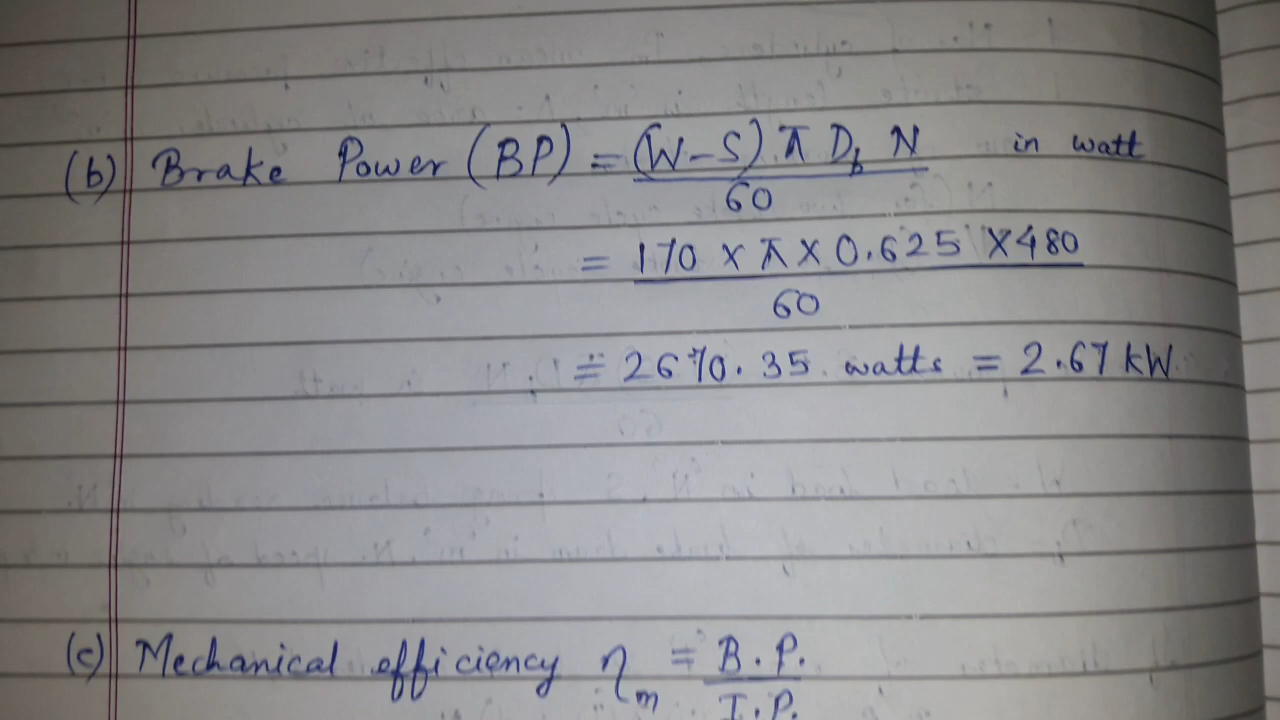 (b) Brake Power (BP) = (W-S) π D_b N / 60 in watt
= 170 × π × 0.625 × 480 / 60
= 2670.35 watts = 2.67 kW
(c) Mechanical efficiency η_m = B.P. / I.P.